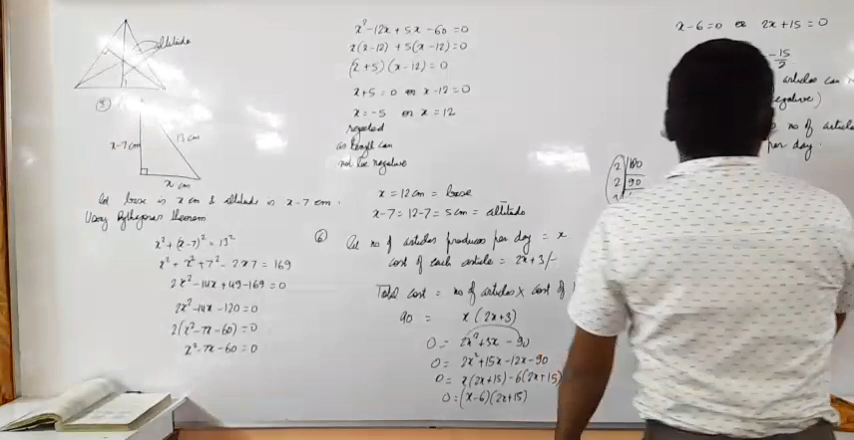 altitude
⑤
x-7cm
13 cm
x cm
let base is x cm & altitude is x-7 cm.
Using Pythagoras theorem
x² + (x-7)² = 13²
x² + x² + 7² - 2x7 = 169
2x² - 14x + 49 - 169 = 0
2x² - 14x - 120 = 0
2(x² - 7x - 60) = 0
x² - 7x - 60 = 0
x² - 12x + 5x - 60 = 0
x(x-12) + 5(x-12) = 0
(2+5) (x-12) = 0
x+5 = 0 or x-12 = 0
x = -5 or x = 12
rejected
as length can
not be negative
x = 12cm = base
x-7 = 12-7 = 5cm = altitude
⑥ let no of articles produces per day = x
cost of each article = 2x+3/-
Total cost = no of articles x cost of
90 = x (2x+3)
0 = 2x² + 3x - 90
0 = 2x² + 15x - 12x - 90
0 = x(2x+15) - 6(2x+15)
0 = (x-6)(2x+15)
2 180
2 90
x-6=0 or 2x+15=0
-15
2
articles can
negative)
no of articles
per day.